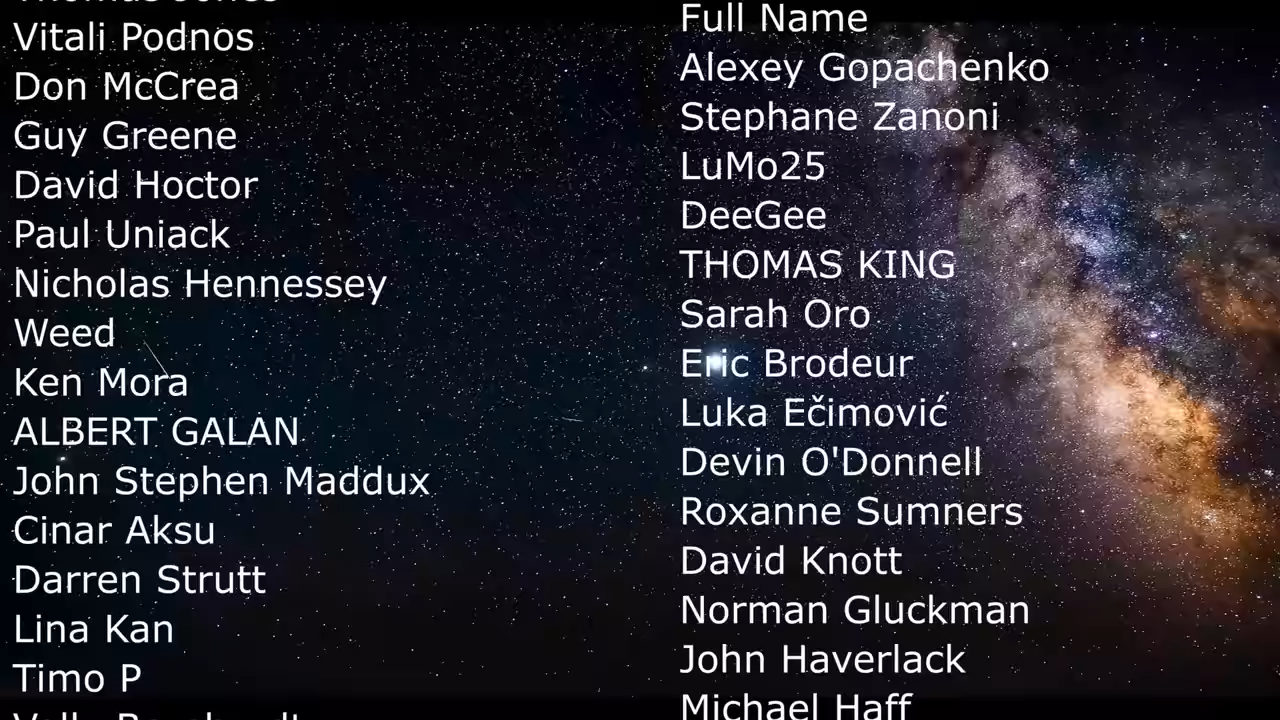 Vitali Podnos
Don McCrea
Guy Greene
David Hoctor
Paul Uniack
Nicholas Hennessey
Weed
Ken Mora
ALBERT GALAN
John Stephen Maddux
Cinar Aksu
Darren Strutt
Lina Kan
Timo P
Full Name
Alexey Gopachenko
Stephane Zanoni
LuMo25
DeeGee
THOMAS KING
Sarah Oro
Eric Brodeur
Luka Ečimović
Devin O'Donnell
Roxanne Sumners
David Knott
Norman Gluckman
John Haverlack
Michael Haff